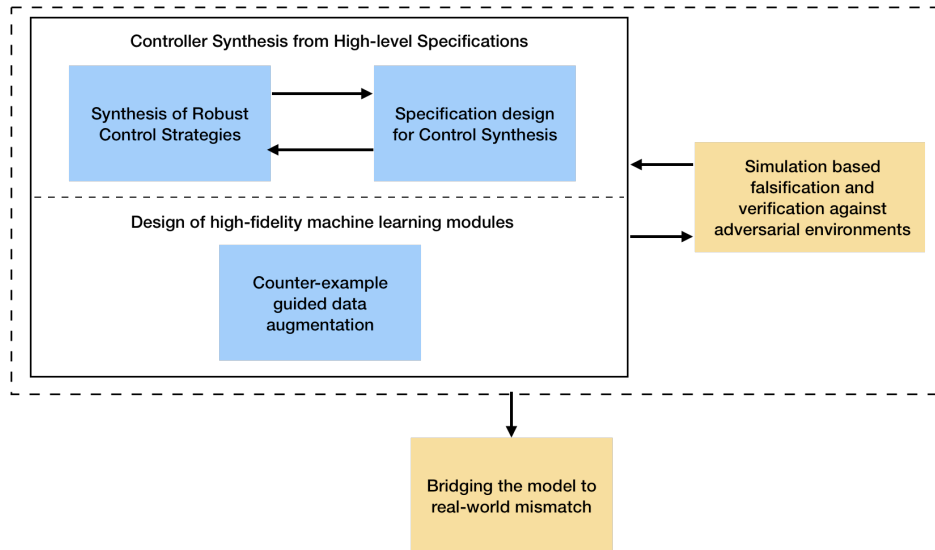 Controller Synthesis from High-level Specifications
Synthesis of Robust
Control Strategies
Specification design
for Control Synthesis
Simulation based
falsification and
verification against
adversarial environments
Design of high-fidelity machine learning modules
Counter-example
guided data
augmentation
Bridging the model to
real-world mismatch